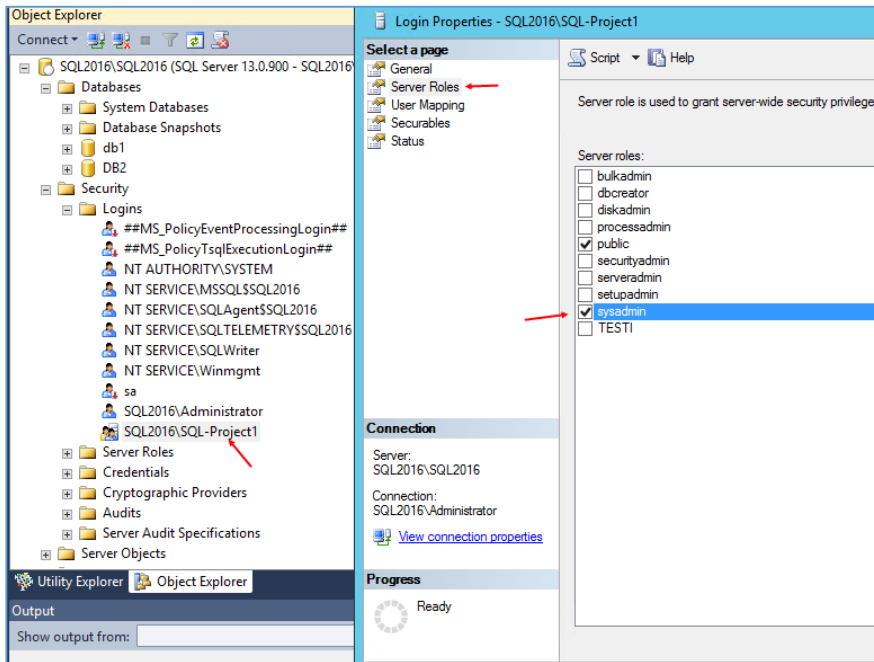 Object Explorer
Connect
SQL2016\SQL2016 (SQL Server 13.0.900 - SQL2016\
Databases
System Databases
Database Snapshots
db1
DB2
Security
Logins
##MS_PolicyEventProcessingLogin##
##MS_PolicyTsqlExecutionLogin##
NT AUTHORITY\SYSTEM
NT SERVICE\MSSQL$SQL2016
NT SERVICE\SQLAgent$SQL2016
NT SERVICE\SQLTELEMETRY$SQL2016
NT SERVICE\SQLWriter
NT SERVICE\Winmgmt
sa
SQL2016\Administrator
SQL2016\SQL-Project1
Server Roles
Credentials
Cryptographic Providers
Audits
Server Audit Specifications
Server Objects
Utility Explorer
Object Explorer
Output
Show output from:
Login Properties - SQL2016\SQL-Project1
Select a page
General
Server Roles
User Mapping
Securables
Status
Connection
Server:
SQL2016\SQL2016
Connection:
SQL2016\Administrator
View connection properties
Progress
Ready
Script
Help
Server role is used to grant server-wide security privilege
Server roles:
bulkadmin
dbcreator
diskadmin
processadmin
public
securityadmin
serveradmin
setupadmin
sysadmin
TESTI